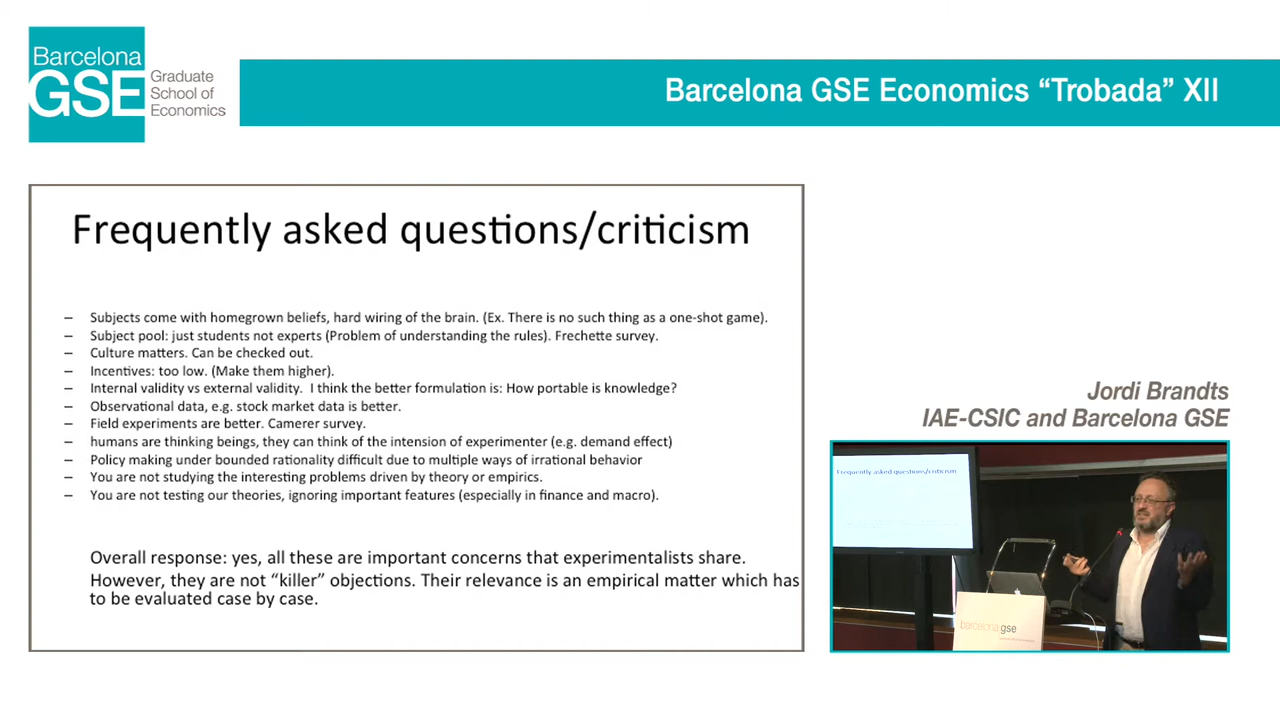 Barcelona
GSE
Graduate
School of
Economics
Barcelona GSE Economics “Trobada” XII
Frequently asked questions/criticism
– Subjects come with homegrown beliefs, hard wiring of the brain. (Ex. There is no such thing as a one-shot game).
– Subject pool: just students not experts (Problem of understanding the rules). Frechette survey.
– Culture matters. Can be checked out.
– Incentives: too low. (Make them higher).
– Internal validity vs external validity. I think the better formulation is: How portable is knowledge?
– Observational data, e.g. stock market data is better.
– Field experiments are better. Camerer survey.
– humans are thinking beings, they can think of the intension of experimenter (e.g. demand effect)
– Policy making under bounded rationality difficult due to multiple ways of irrational behavior
– You are not studying the interesting problems driven by theory or empirics.
– You are not testing our theories, ignoring important features (especially in finance and macro).
Overall response: yes, all these are important concerns that experimentalists share.
However, they are not “killer” objections. Their relevance is an empirical matter which has
to be evaluated case by case.
Jordi Brandts
IAE-CSIC and Barcelona GSE
Frequently asked questions/criticism
barcelona gse